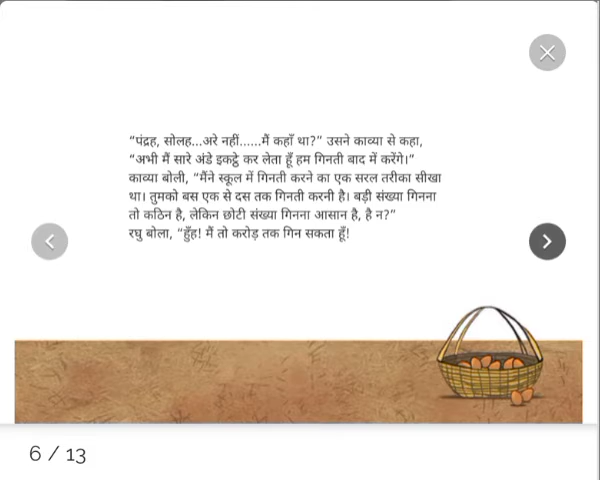 “पंद्रह, सोलह...अरे नहीं......मैं कहाँ था?” उसने काव्या से कहा,
“अभी मैं सारे अंडे इकट्ठे कर लेता हूँ हम गिनती बाद में करेंगे।”
काव्या बोली, “मैंने स्कूल में गिनती करने का एक सरल तरीका सीखा
था। तुमको बस एक से दस तक गिनती करनी है। बड़ी संख्या गिनना
तो कठिन है, लेकिन छोटी संख्या गिनना आसान है, है न?”
रघु बोला, “हुँह! मैं तो करोड़ तक गिन सकता हूँ!
6 / 13